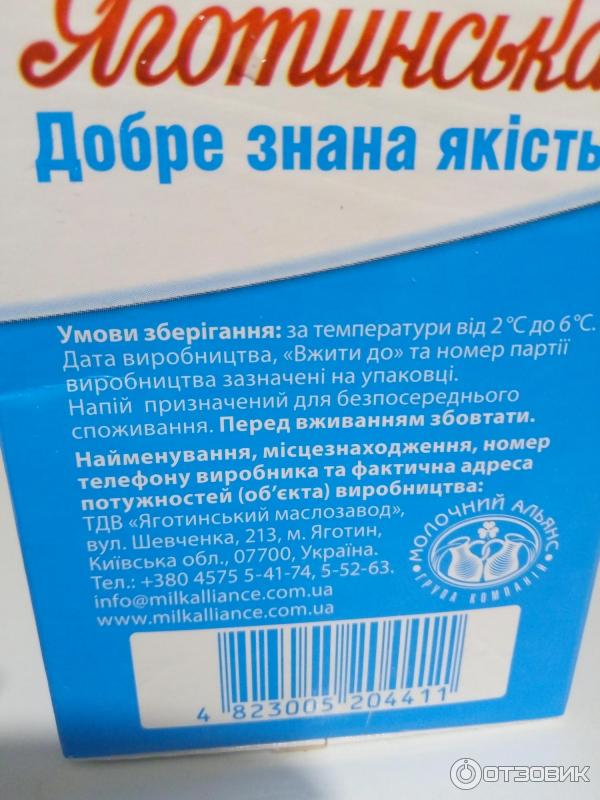 Яготинська
Добре знана якість
Умови зберігання: за температури від 2°С до 6°С.
Дата виробництва, «Вжити до» та номер партії
виробництва зазначені на упаковці.
Напій призначений для безпосереднього
споживання. Перед вживанням збовтати.
Найменування, місцезнаходження, номер
телефону виробника та фактична адреса
потужностей (об'єкта) виробництва:
ТДВ «Яготинський маслозавод»,
вул. Шевченка, 213, м. Яготин,
Київська обл., 07700, Україна.
Тел.: +380 4575 5-41-74, 5-52-63.
info@milkalliance.com.ua
www.milkalliance.com.ua
МОЛОЧНИЙ АЛЬЯНС
ГРУПА КОМПАНІЙ
4 823005 204411
ОТЗОВИК